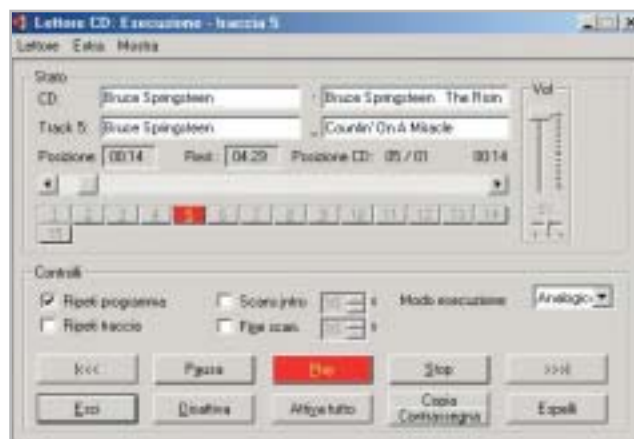 Lettore CD: Esecuzione - traccia 5
Lettore Extra Mostra
Stato
CD: Bruce Springsteen Bruce Springsteen The Risin
Track 5: Bruce Springsteen Countin' On A Miracle
Posizione 00:14 Rest.: 04:29 Posizione CD: 05 / 01 00:14
Vol
1 2 3 4 5 6 7 8 9 10 11 12 13 14
15
Controlli
Ripeti programma Scans.intro s Modo esecuzione Analogic
Ripeti traccia Fine scan. s
|<<< Pausa Play Stop >>>|
Esci Disattiva Attiva tutto Copia Contrassegna Espelli